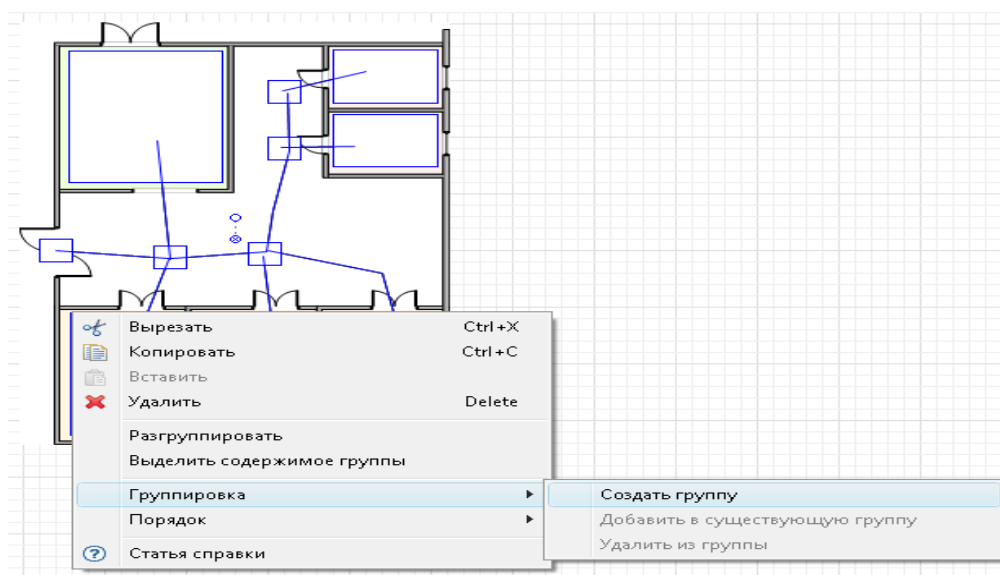 Вырезать Ctrl+X
Копировать Ctrl+C
Вставить
Удалить Delete
Разгруппировать
Выделить содержимое группы
Группировка
Создать группу
Порядок
Добавить в существующую группу
Удалить из группы
Статья справки